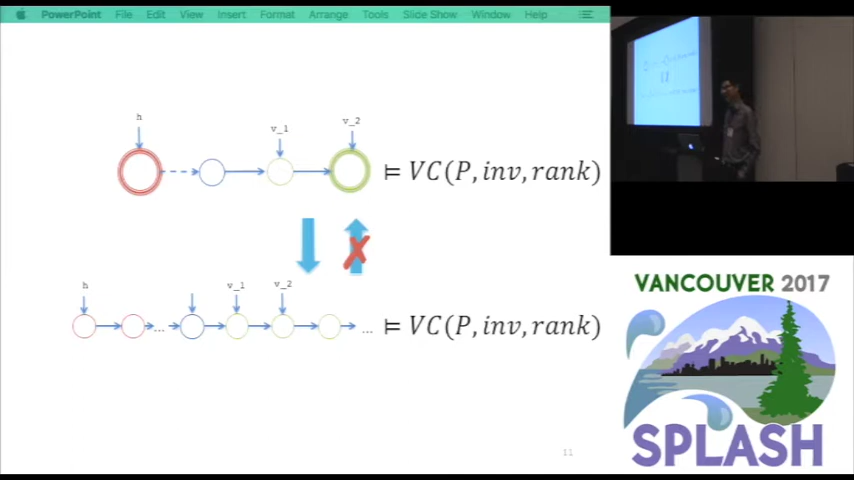 PowerPoint File Edit View Insert Format Arrange Tools Slide Show Window Help
h
v_1
v_2
⊨ VC(P, inv, rank)
h
...
v_1
v_2
...
⊨ VC(P, inv, rank)
11
VANCOUVER 2017
SPLASH